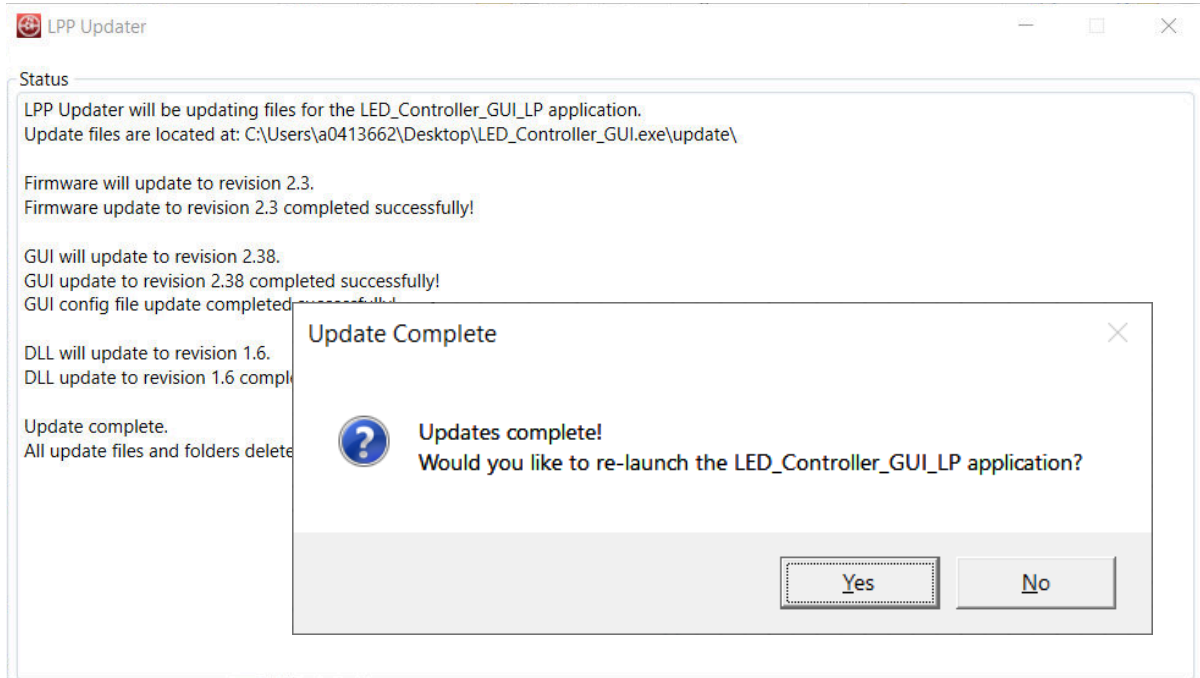 LPP Updater
Status
LPP Updater will be updating files for the LED_Controller_GUI_LP application.
Update files are located at: C:\Users\a0413662\Desktop\LED_Controller_GUI.exe\update\
Firmware will update to revision 2.3.
Firmware update to revision 2.3 completed successfully!
GUI will update to revision 2.38.
GUI update to revision 2.38 completed successfully!
GUI config file update completed successfully!
DLL will update to revision 1.6.
DLL update to revision 1.6
Update complete.
All update files and folders
Update Complete
Updates complete!
Would you like to re-launch the LED_Controller_GUI_LP application?
Yes
No